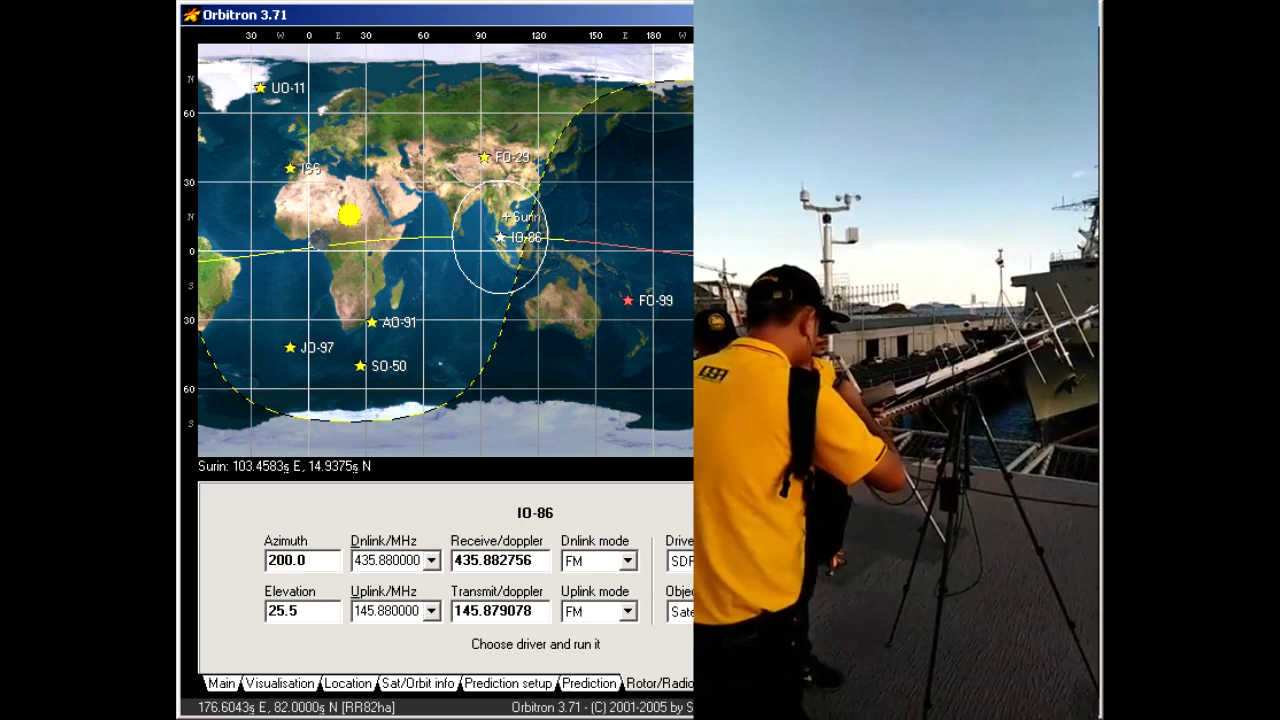 Orbitron 3.71
30 W 0 E 30 60 90 120 150 E 180 W
N
60
30
N
0
S
30
60
S
UO-11
ISS
FO-29
+Surin
IO-86
FO-99
AO-91
JO-97
SO-50
Surin: 103.4583° E, 14.9375° N
IO-86
Azimuth Dnlink/MHz Receive/doppler Dnlink mode Drive
200.0 435.880000 435.882756 FM SDF
Elevation Uplink/MHz Transmit/doppler Uplink mode Obje
25.5 145.880000 145.879078 FM Sate
Choose driver and run it
Main Visualisation Location Sat/Orbit info Prediction setup Prediction Rotor/Radio
176.6043° E, 82.0000° N [RR82ha] Orbitron 3.71 - (C) 2001-2005 by S